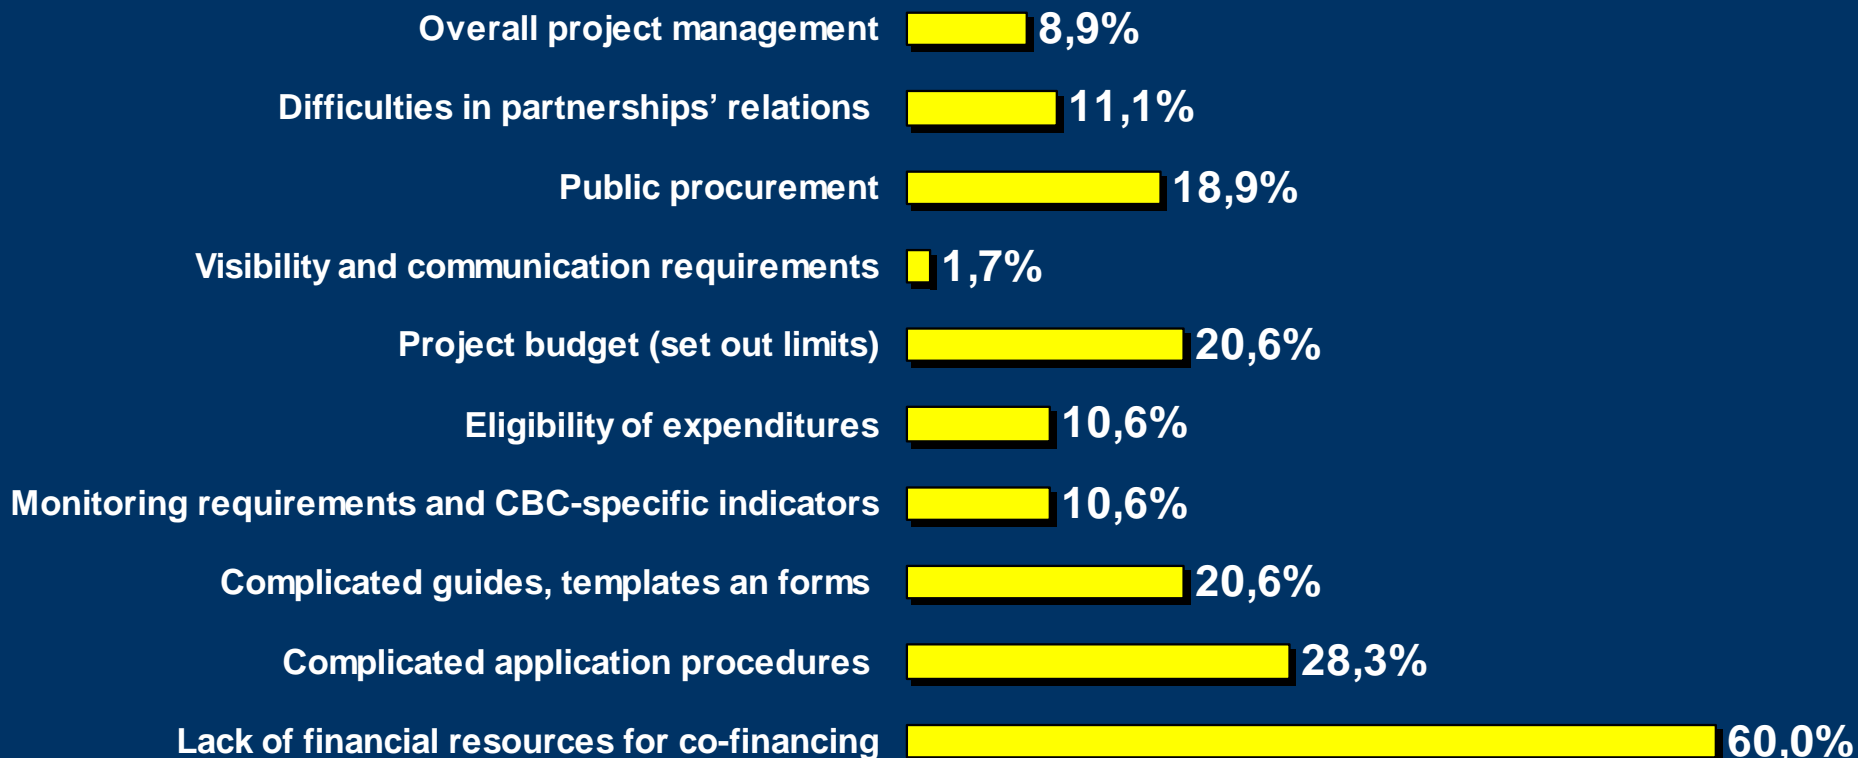 Overall project management 8,9%
Difficulties in partnerships’ relations 11,1%
Public procurement 18,9%
Visibility and communication requirements 1,7%
Project budget (set out limits) 20,6%
Eligibility of expenditures 10,6%
Monitoring requirements and CBC-specific indicators 10,6%
Complicated guides, templates an forms 20,6%
Complicated application procedures 28,3%
Lack of financial resources for co-financing 60,0%